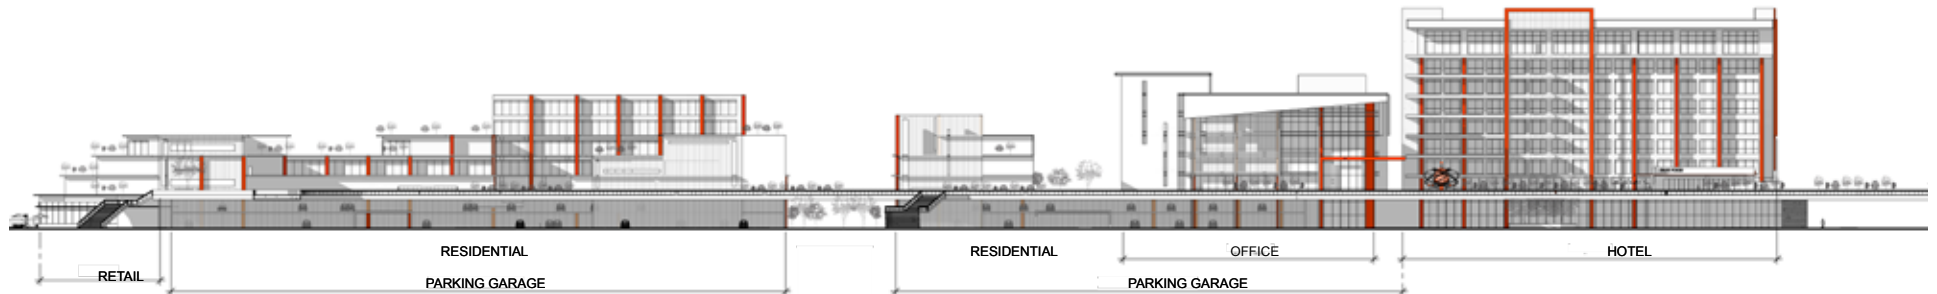 RESIDENTIAL
RESIDENTIAL
OFFICE
HOTEL
RETAIL
PARKING GARAGE
PARKING GARAGE